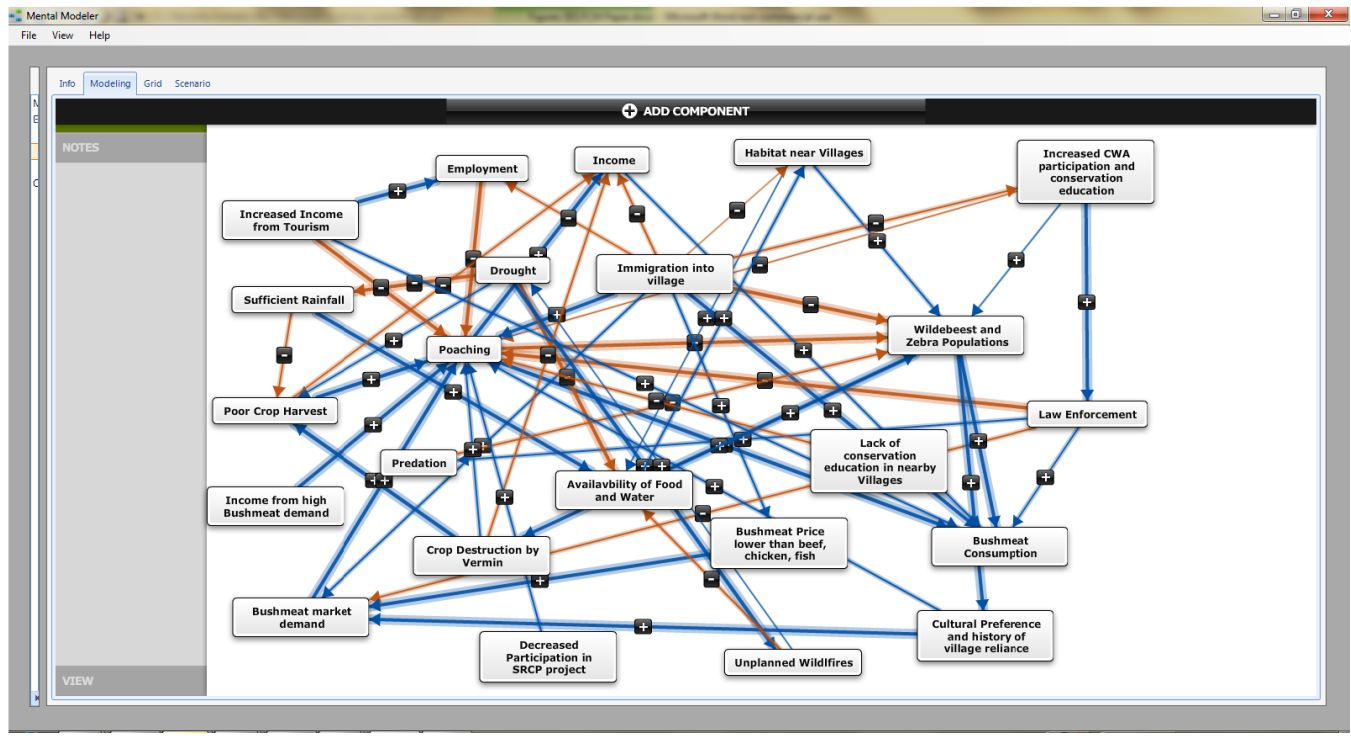 Mental Modeler
File View Help
Info Modeling Grid Scenario
ADD COMPONENT
NOTES
Employment
Income
Habitat near Villages
Increased CWA
participation and
conservation
education
Increased Income
from Tourism
Drought
Immigration into
village
Sufficient Rainfall
Wildebeest and
Zebra Populations
Poaching
Poor Crop Harvest
Law Enforcement
Lack of
conservation
education in nearby
Villages
Predation
Availavbility of Food
and Water
Income from high
Bushmeat demand
Bushmeat Price
lower than beef,
chicken, fish
Bushmeat
Consumption
Crop Destruction by
Vermin
Bushmeat market
demand
Cultural Preference
and history of
village reliance
Decreased
Participation in
SRCP project
Unplanned Wildlfires
VIEW